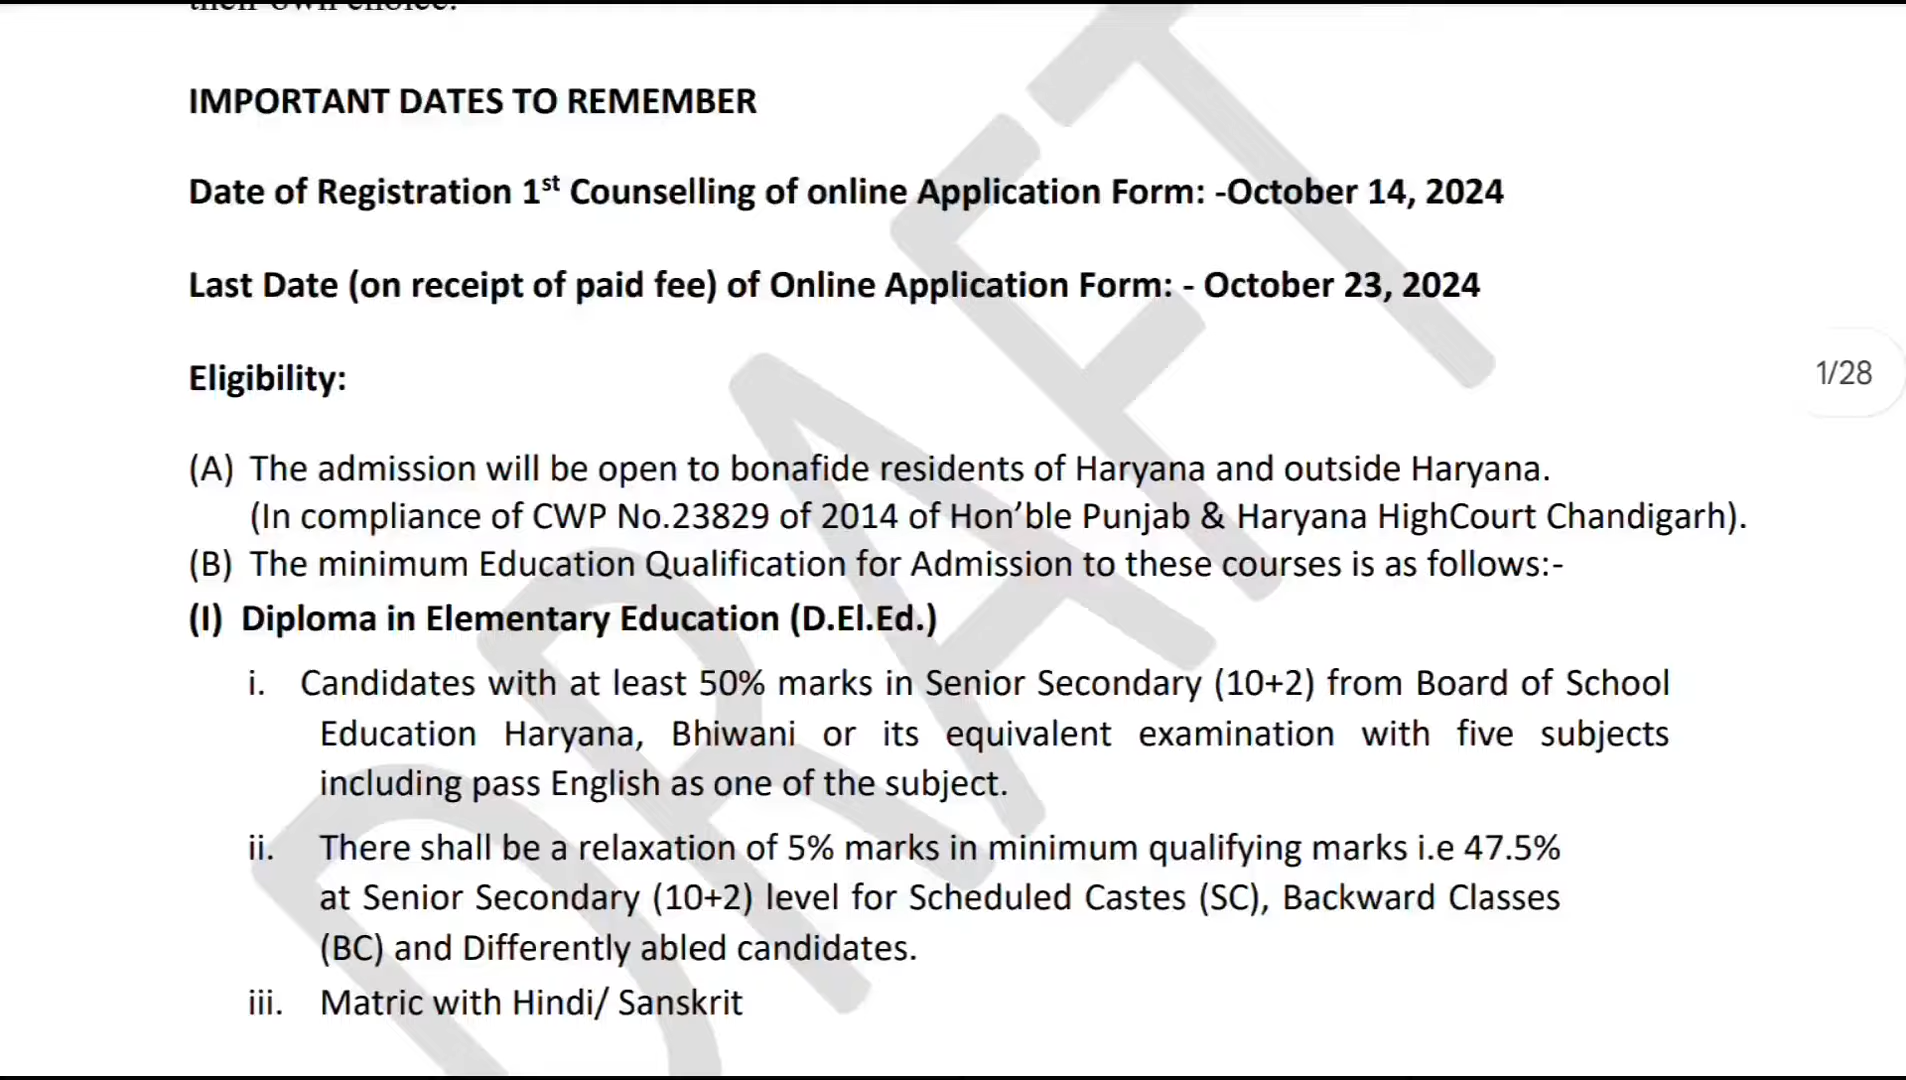 their own choice.
IMPORTANT DATES TO REMEMBER
Date of Registration 1st Counselling of online Application Form: -October 14, 2024
Last Date (on receipt of paid fee) of Online Application Form: - October 23, 2024
Eligibility:
1/28
(A) The admission will be open to bonafide residents of Haryana and outside Haryana.
(In compliance of CWP No.23829 of 2014 of Hon’ble Punjab & Haryana HighCourt Chandigarh).
(B) The minimum Education Qualification for Admission to these courses is as follows:-
(I) Diploma in Elementary Education (D.El.Ed.)
i. Candidates with at least 50% marks in Senior Secondary (10+2) from Board of School
Education Haryana, Bhiwani or its equivalent examination with five subjects
including pass English as one of the subject.
ii. There shall be a relaxation of 5% marks in minimum qualifying marks i.e 47.5%
at Senior Secondary (10+2) level for Scheduled Castes (SC), Backward Classes
(BC) and Differently abled candidates.
iii. Matric with Hindi/ Sanskrit
DRAFT